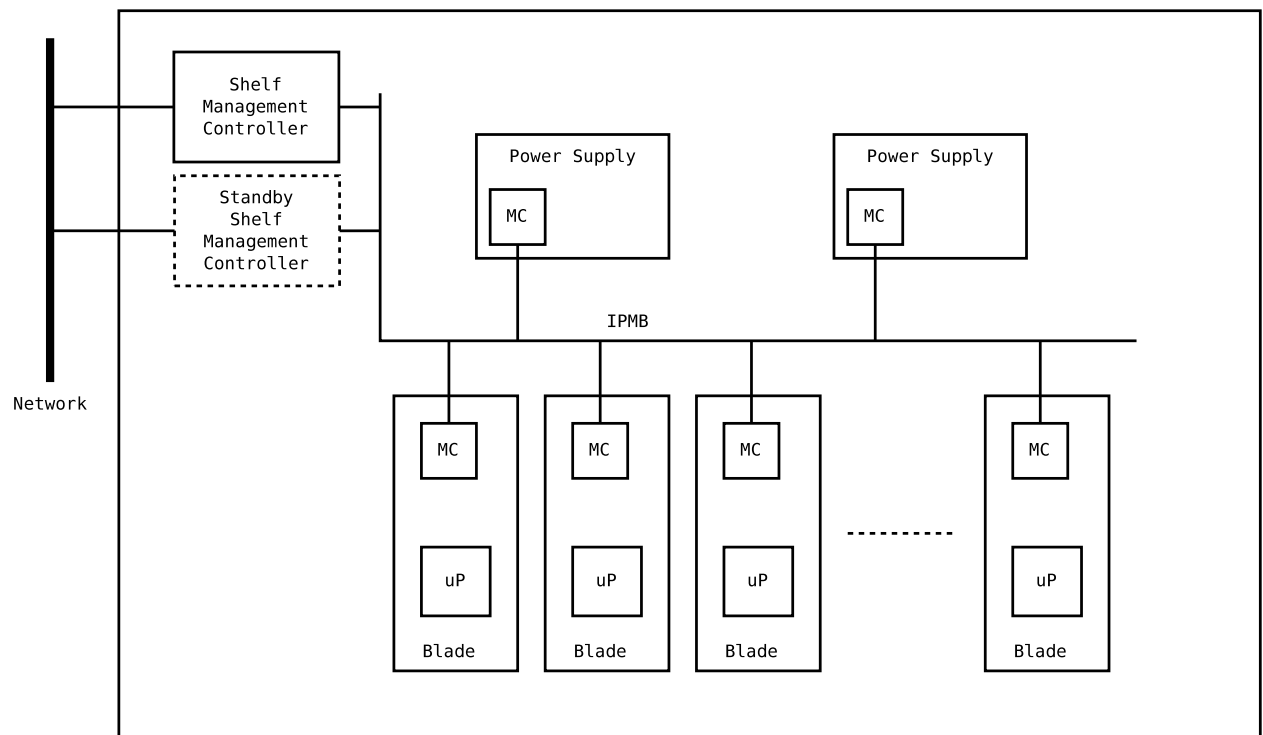 Shelf
Management
Controller
Standby
Shelf
Management
Controller
Power Supply
MC
Power Supply
MC
IPMB
Network
MC
MC
MC
MC
uP
uP
uP
uP
Blade
Blade
Blade
Blade